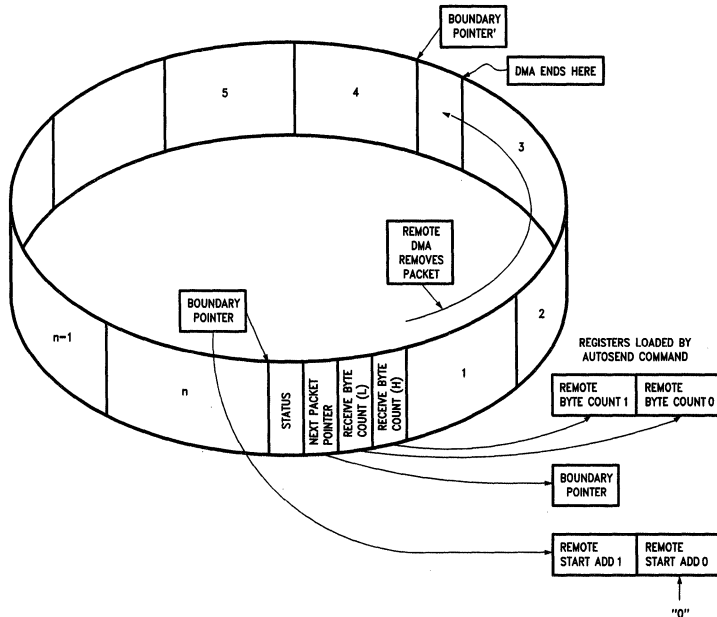 BOUNDARY
POINTER'
DMA ENDS HERE
5
4
3
REMOTE
DMA
REMOVES
PACKET
BOUNDARY
POINTER
2
n-1
n
STATUS
NEXT PACKET
POINTER
RECEIVE BYTE
COUNT (L)
RECEIVE BYTE
COUNT (H)
1
REGISTERS LOADED BY
AUTOSEND COMMAND
REMOTE
BYTE COUNT 1
REMOTE
BYTE COUNT 0
BOUNDARY
POINTER
REMOTE
START ADD 1
REMOTE
START ADD 0
"0"